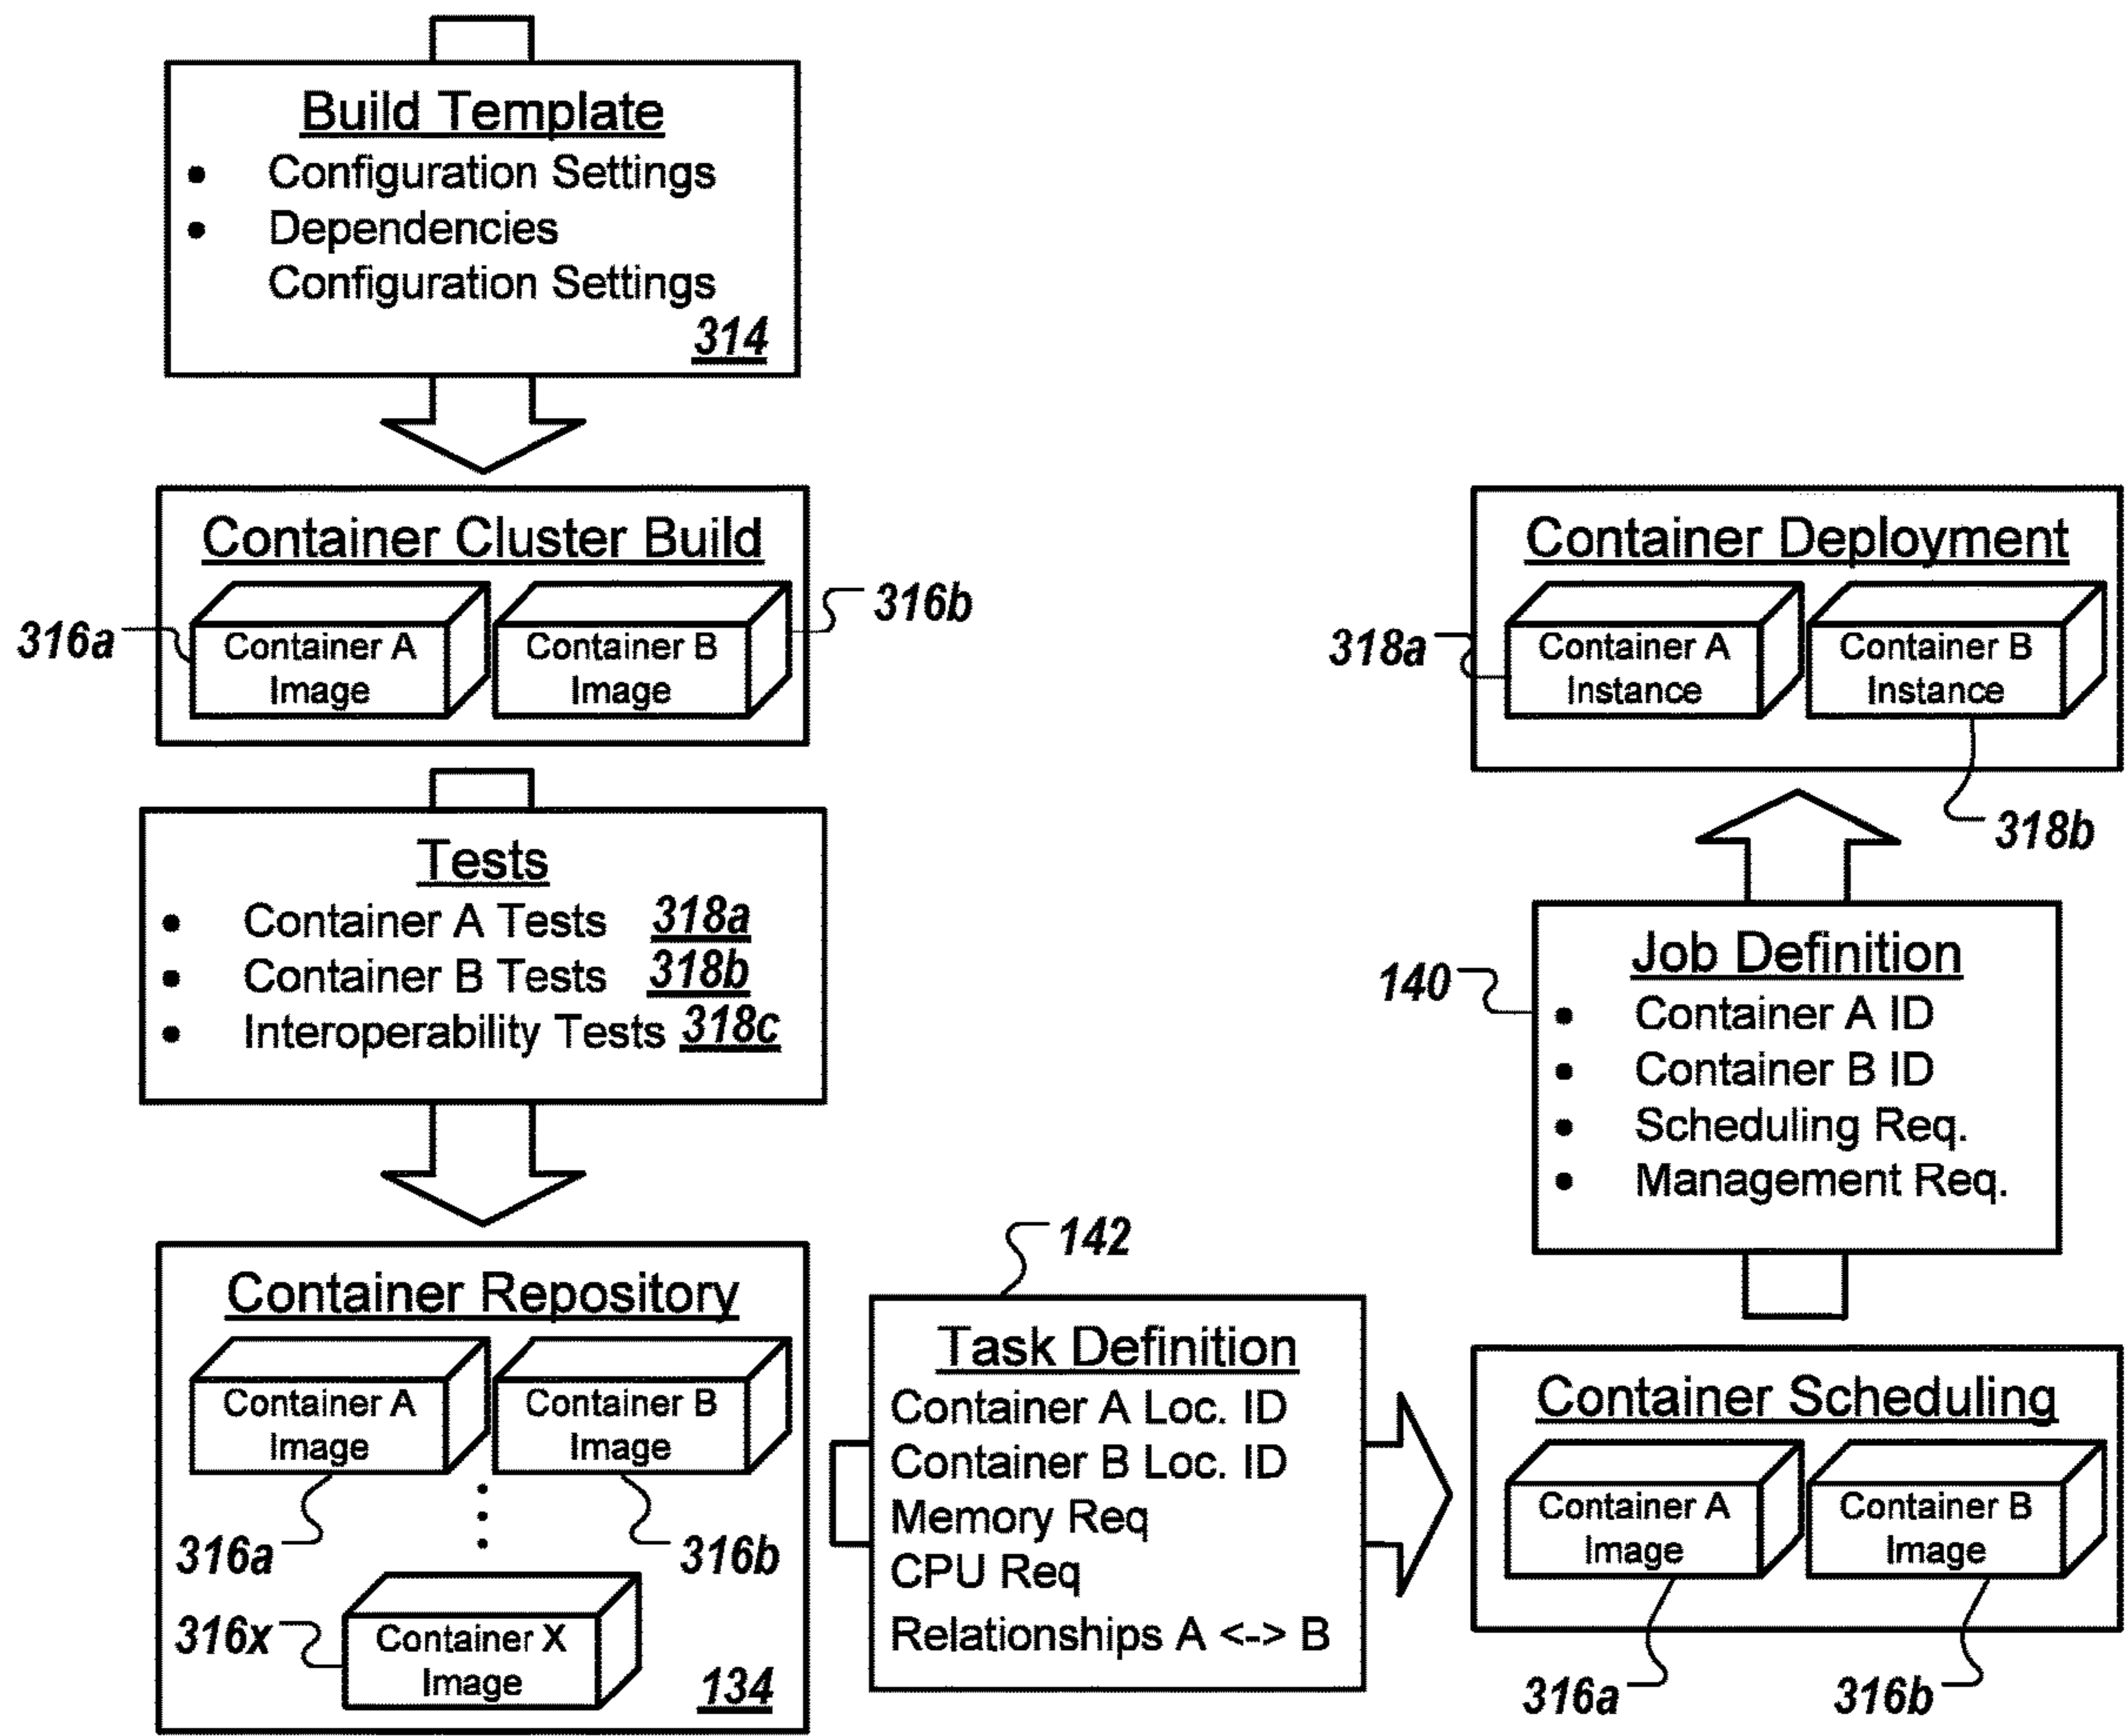 Build Template
• Configuration Settings
• Dependencies
Configuration Settings
314
Container Cluster Build
316a
Container A
Image
Container B
Image
316b
Tests
• Container A Tests 318a
• Container B Tests 318b
• Interoperability Tests 318c
Container Repository
Container A
Image
Container B
Image
316a
316b
316x
Container X
Image
134
142
Task Definition
Container A Loc. ID
Container B Loc. ID
Memory Req
CPU Req
Relationships A <-> B
Container Scheduling
Container A
Image
Container B
Image
316a
316b
140
Job Definition
• Container A ID
• Container B ID
• Scheduling Req.
• Management Req.
Container Deployment
318a
Container A
Instance
Container B
Instance
318b